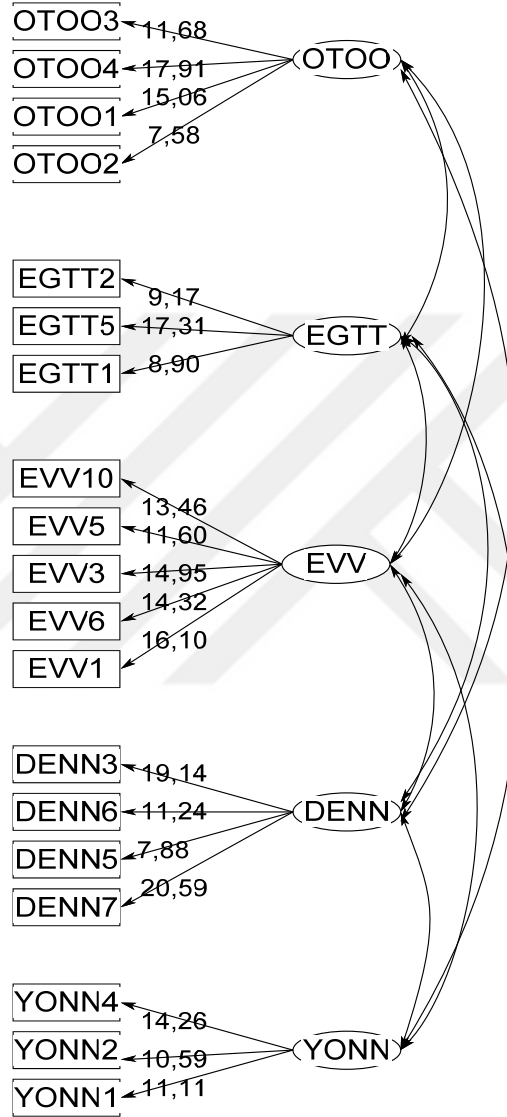 OTOO3
11,68
OTOO
OTOO4
17,91
OTOO1
15,06
OTOO2
7,58
EGTT2
9,17
EGTT5
17,31
EGTT
EGTT1
8,90
EVV10
13,46
EVV5
11,60
EVV3
14,95
EVV
EVV6
14,32
EVV1
16,10
DENN3
19,14
DENN6
11,24
DENN
DENN5
7,88
DENN7
20,59
YONN4
14,26
YONN2
10,59
YONN
YONN1
11,11